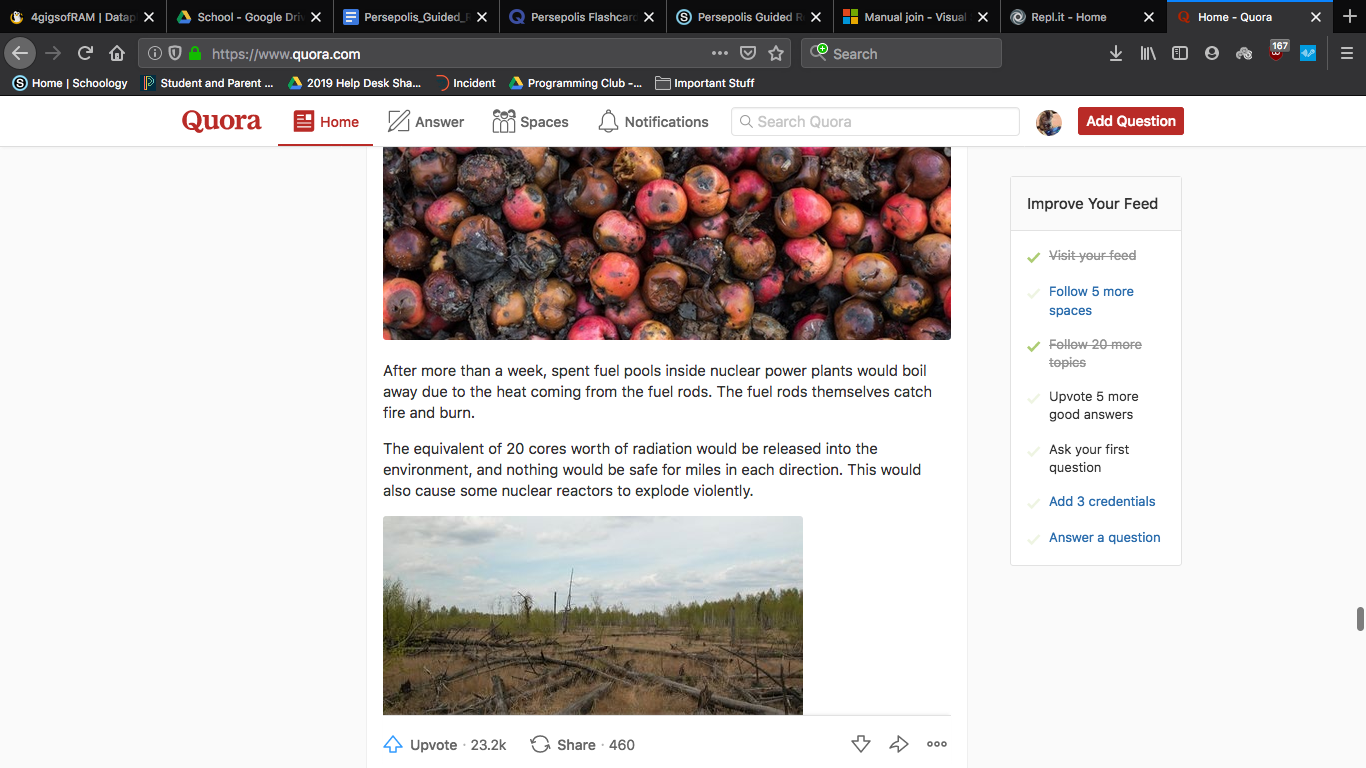 4gigsofRAM | Datap
School - Google Driv
Persepolis_Guided_R
Persepolis Flashcard
Persepolis Guided R
Manual join - Visual
Repl.it - Home
Home - Quora
https://www.quora.com
Search
167
Home | Schoology
Student and Parent ...
2019 Help Desk Sha...
Incident
Programming Club -...
Important Stuff
Quora
Home
Answer
Spaces
Notifications
Search Quora
Add Question
After more than a week, spent fuel pools inside nuclear power plants would boil
away due to the heat coming from the fuel rods. The fuel rods themselves catch
fire and burn.
The equivalent of 20 cores worth of radiation would be released into the
environment, and nothing would be safe for miles in each direction. This would
also cause some nuclear reactors to explode violently.
Upvote · 23.2k
Share · 460
Improve Your Feed
Visit your feed
Follow 5 more
spaces
Follow 20 more
topics
Upvote 5 more
good answers
Ask your first
question
Add 3 credentials
Answer a question